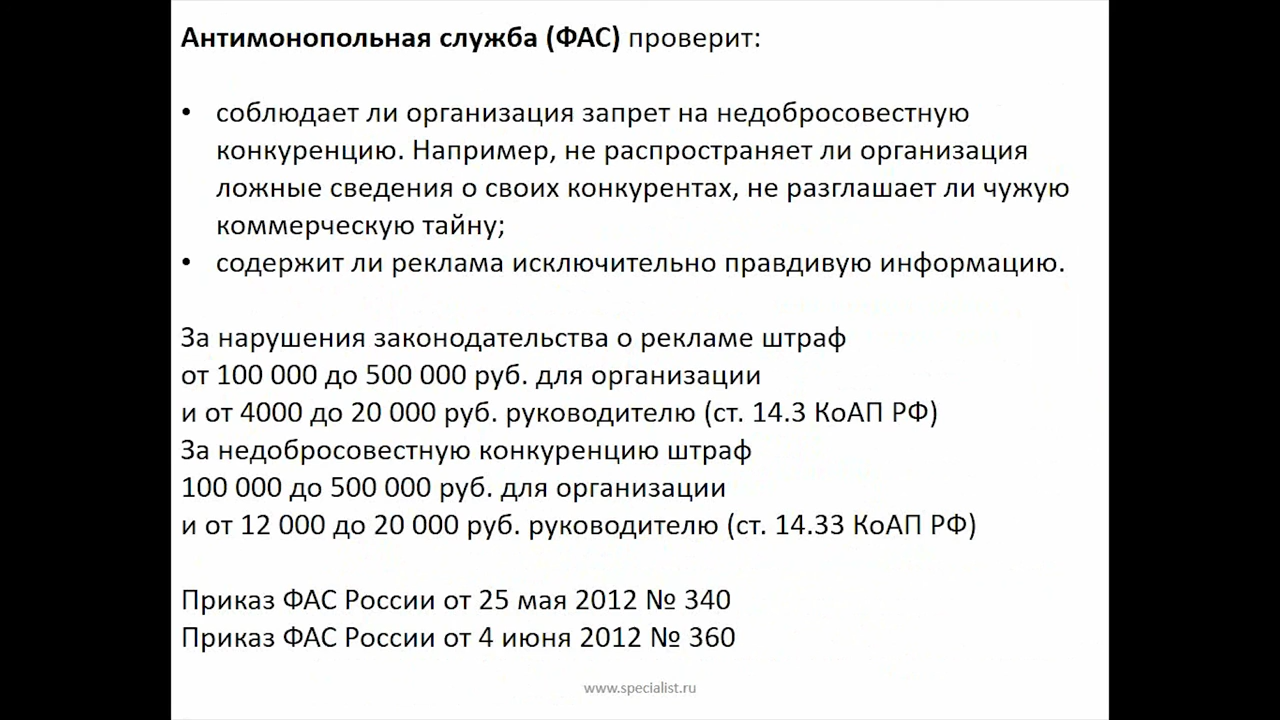 Антимонопольная служба (ФАС) проверит:
• соблюдает ли организация запрет на недобросовестную
конкуренцию. Например, не распространяет ли организация
ложные сведения о своих конкурентах, не разглашает ли чужую
коммерческую тайну;
• содержит ли реклама исключительно правдивую информацию.
За нарушения законодательства о рекламе штраф
от 100 000 до 500 000 руб. для организации
и от 4000 до 20 000 руб. руководителю (ст. 14.3 КоАП РФ)
За недобросовестную конкуренцию штраф
100 000 до 500 000 руб. для организации
и от 12 000 до 20 000 руб. руководителю (ст. 14.33 КоАП РФ)
Приказ ФАС России от 25 мая 2012 № 340
Приказ ФАС России от 4 июня 2012 № 360
www.specialist.ru